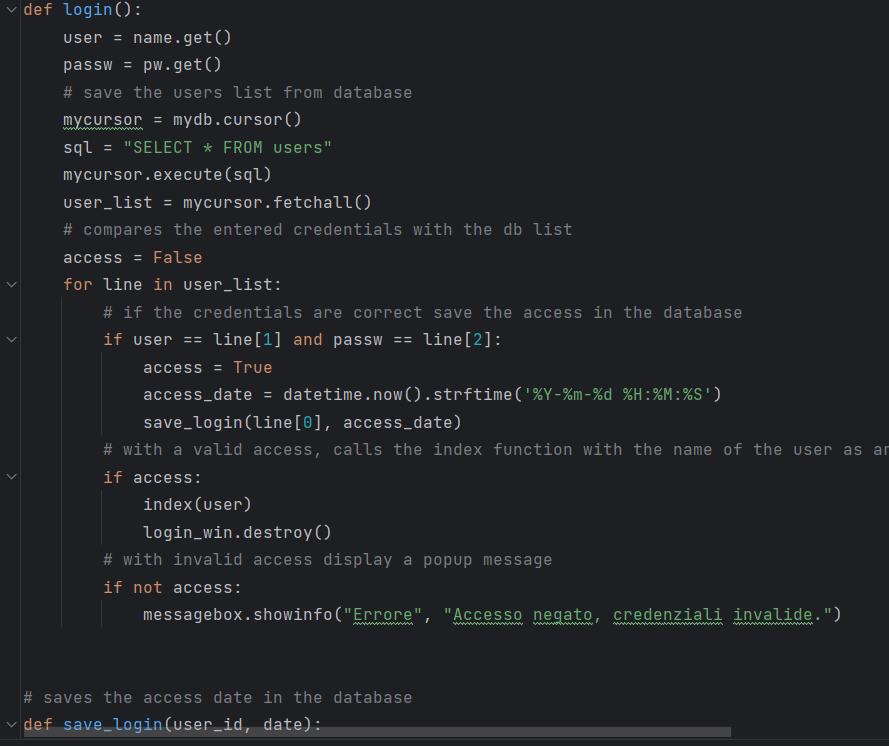 def login():
    user = name.get()
    passw = pw.get()
    # save the users list from database
    mycursor = mydb.cursor()
    sql = "SELECT * FROM users"
    mycursor.execute(sql)
    user_list = mycursor.fetchall()
    # compares the entered credentials with the db list
    access = False
    for line in user_list:
        # if the credentials are correct save the access in the database
        if user == line[1] and passw == line[2]:
            access = True
            access_date = datetime.now().strftime('%Y-%m-%d %H:%M:%S')
            save_login(line[0], access_date)
        # with a valid access, calls the index function with the name of the user as
        if access:
            index(user)
            login_win.destroy()
        # with invalid access display a popup message
        if not access:
            messagebox.showinfo("Errore", "Accesso negato, credenziali invalide.")
# saves the access date in the database
def save_login(user_id, date):